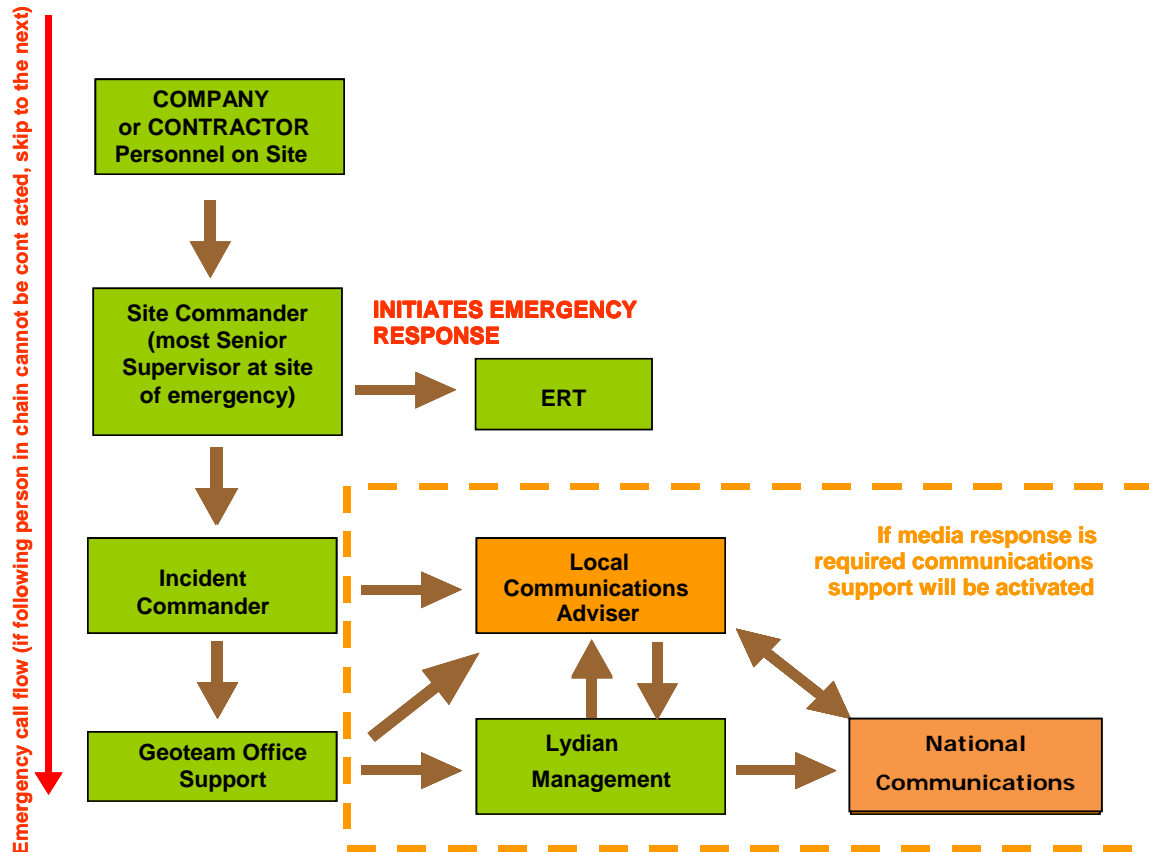 Emergency call flow (if following person in chain cannot be cont acted, skip to the next)
COMPANY
or CONTRACTOR
Personnel on Site
Site Commander
(most Senior
Supervisor at site
of emergency)
INITIATES EMERGENCY
RESPONSE
ERT
Incident
Commander
Local
Communications
Adviser
If media response is
required communications
support will be activated
Geoteam Office
Support
Lydian
Management
National
Communications